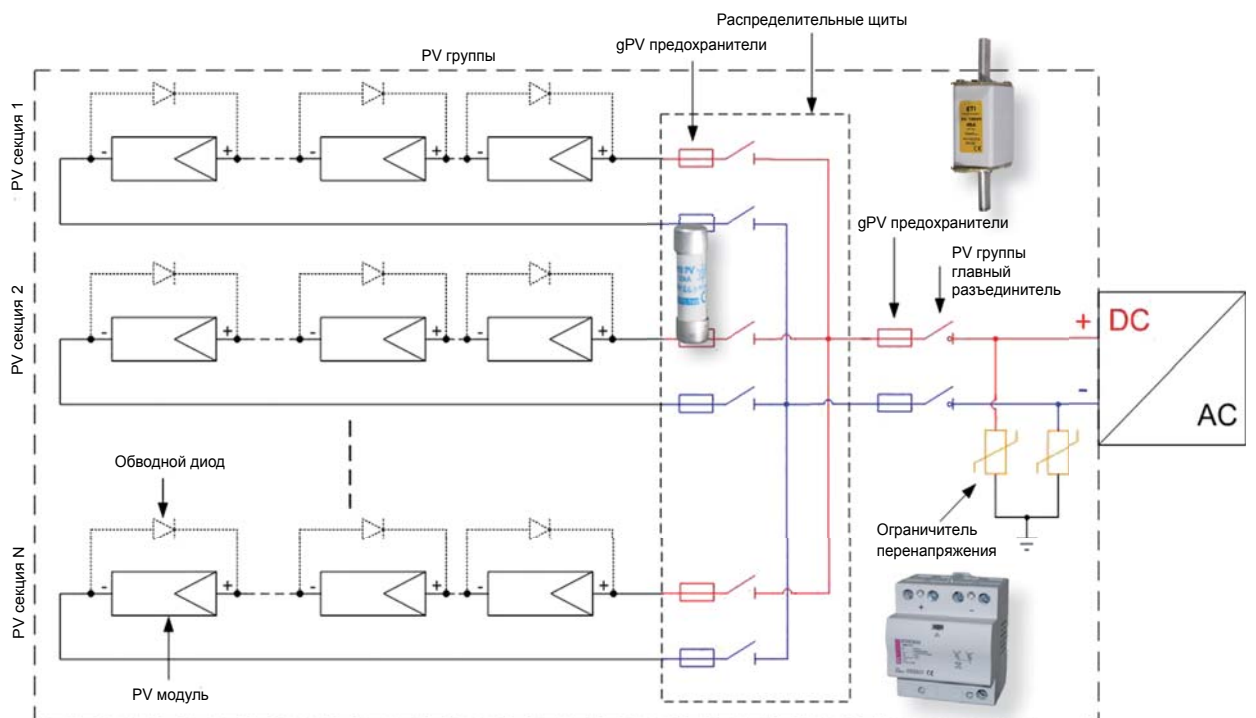 Распределительные щиты
gPV предохранители
PV группы
PV секция 1
- + - + - +
ETI
gPV предохранители
PV группы
главный
разъединитель
PV секция 2
- + - + - +
+ DC
-
AC
Обводной диод
Ограничитель
перенапряжения
PV секция N
- + - + - +
PV модуль